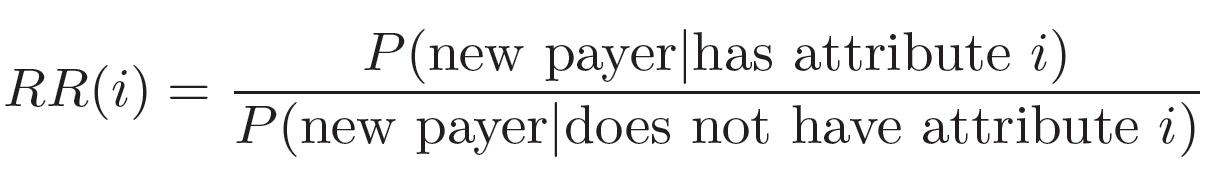 P(new payer|has attribute i)
RR(i) =
P(new payer|does not have attribute i)